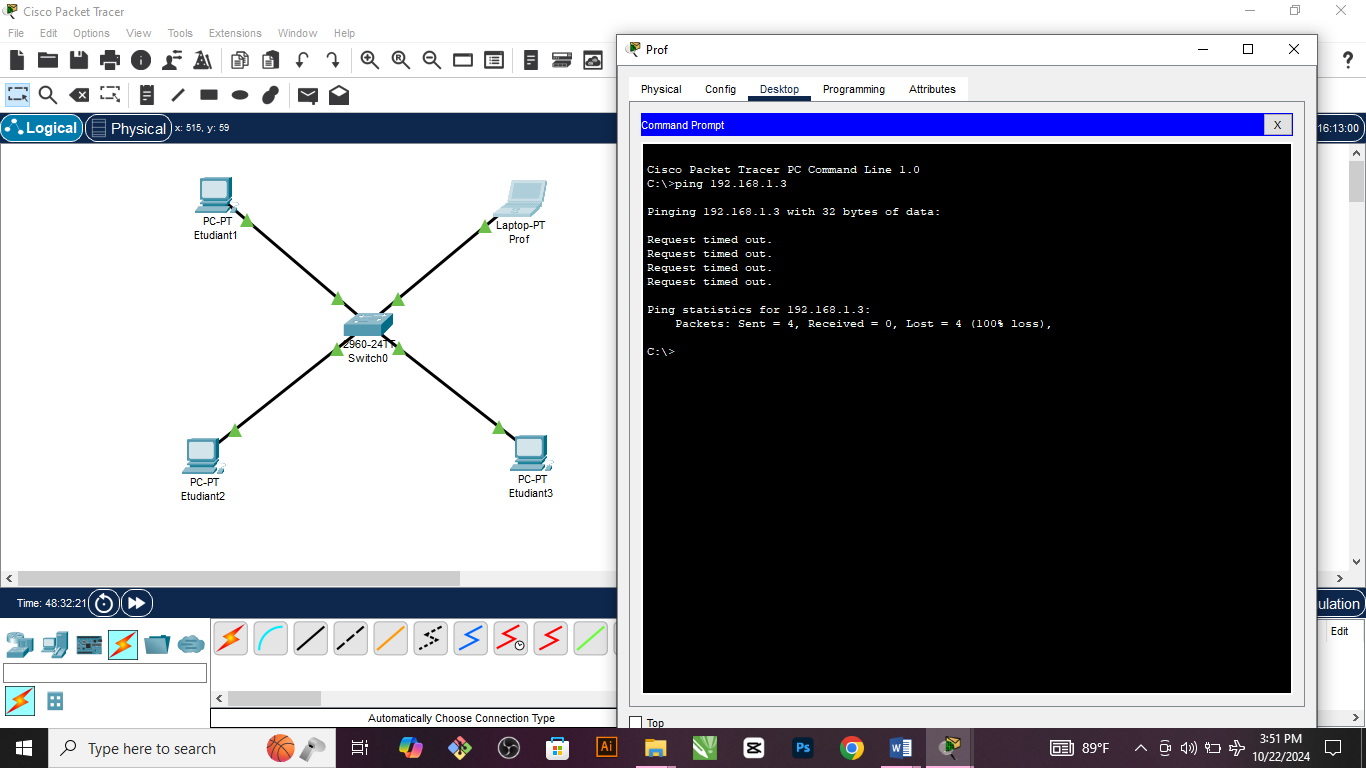 Cisco Packet Tracer
File Edit Options View Tools Extensions Window Help
Logical Physical x: 515, y: 59
16:13:00
PC-PT
Etudiant1
Laptop-PT
Prof
2960-24TT
Switch0
PC-PT
Etudiant2
PC-PT
Etudiant3
Time: 48:32:21
Automatically Choose Connection Type
Prof
Physical Config Desktop Programming Attributes
Command Prompt X
Cisco Packet Tracer PC Command Line 1.0
C:\>ping 192.168.1.3
Pinging 192.168.1.3 with 32 bytes of data:
Request timed out.
Request timed out.
Request timed out.
Request timed out.
Ping statistics for 192.168.1.3:
Packets: Sent = 4, Received = 0, Lost = 4 (100% loss),
C:\>
Top
ulation
Edit
Type here to search
Ai
Ps
89°F
3:51 PM
10/22/2024